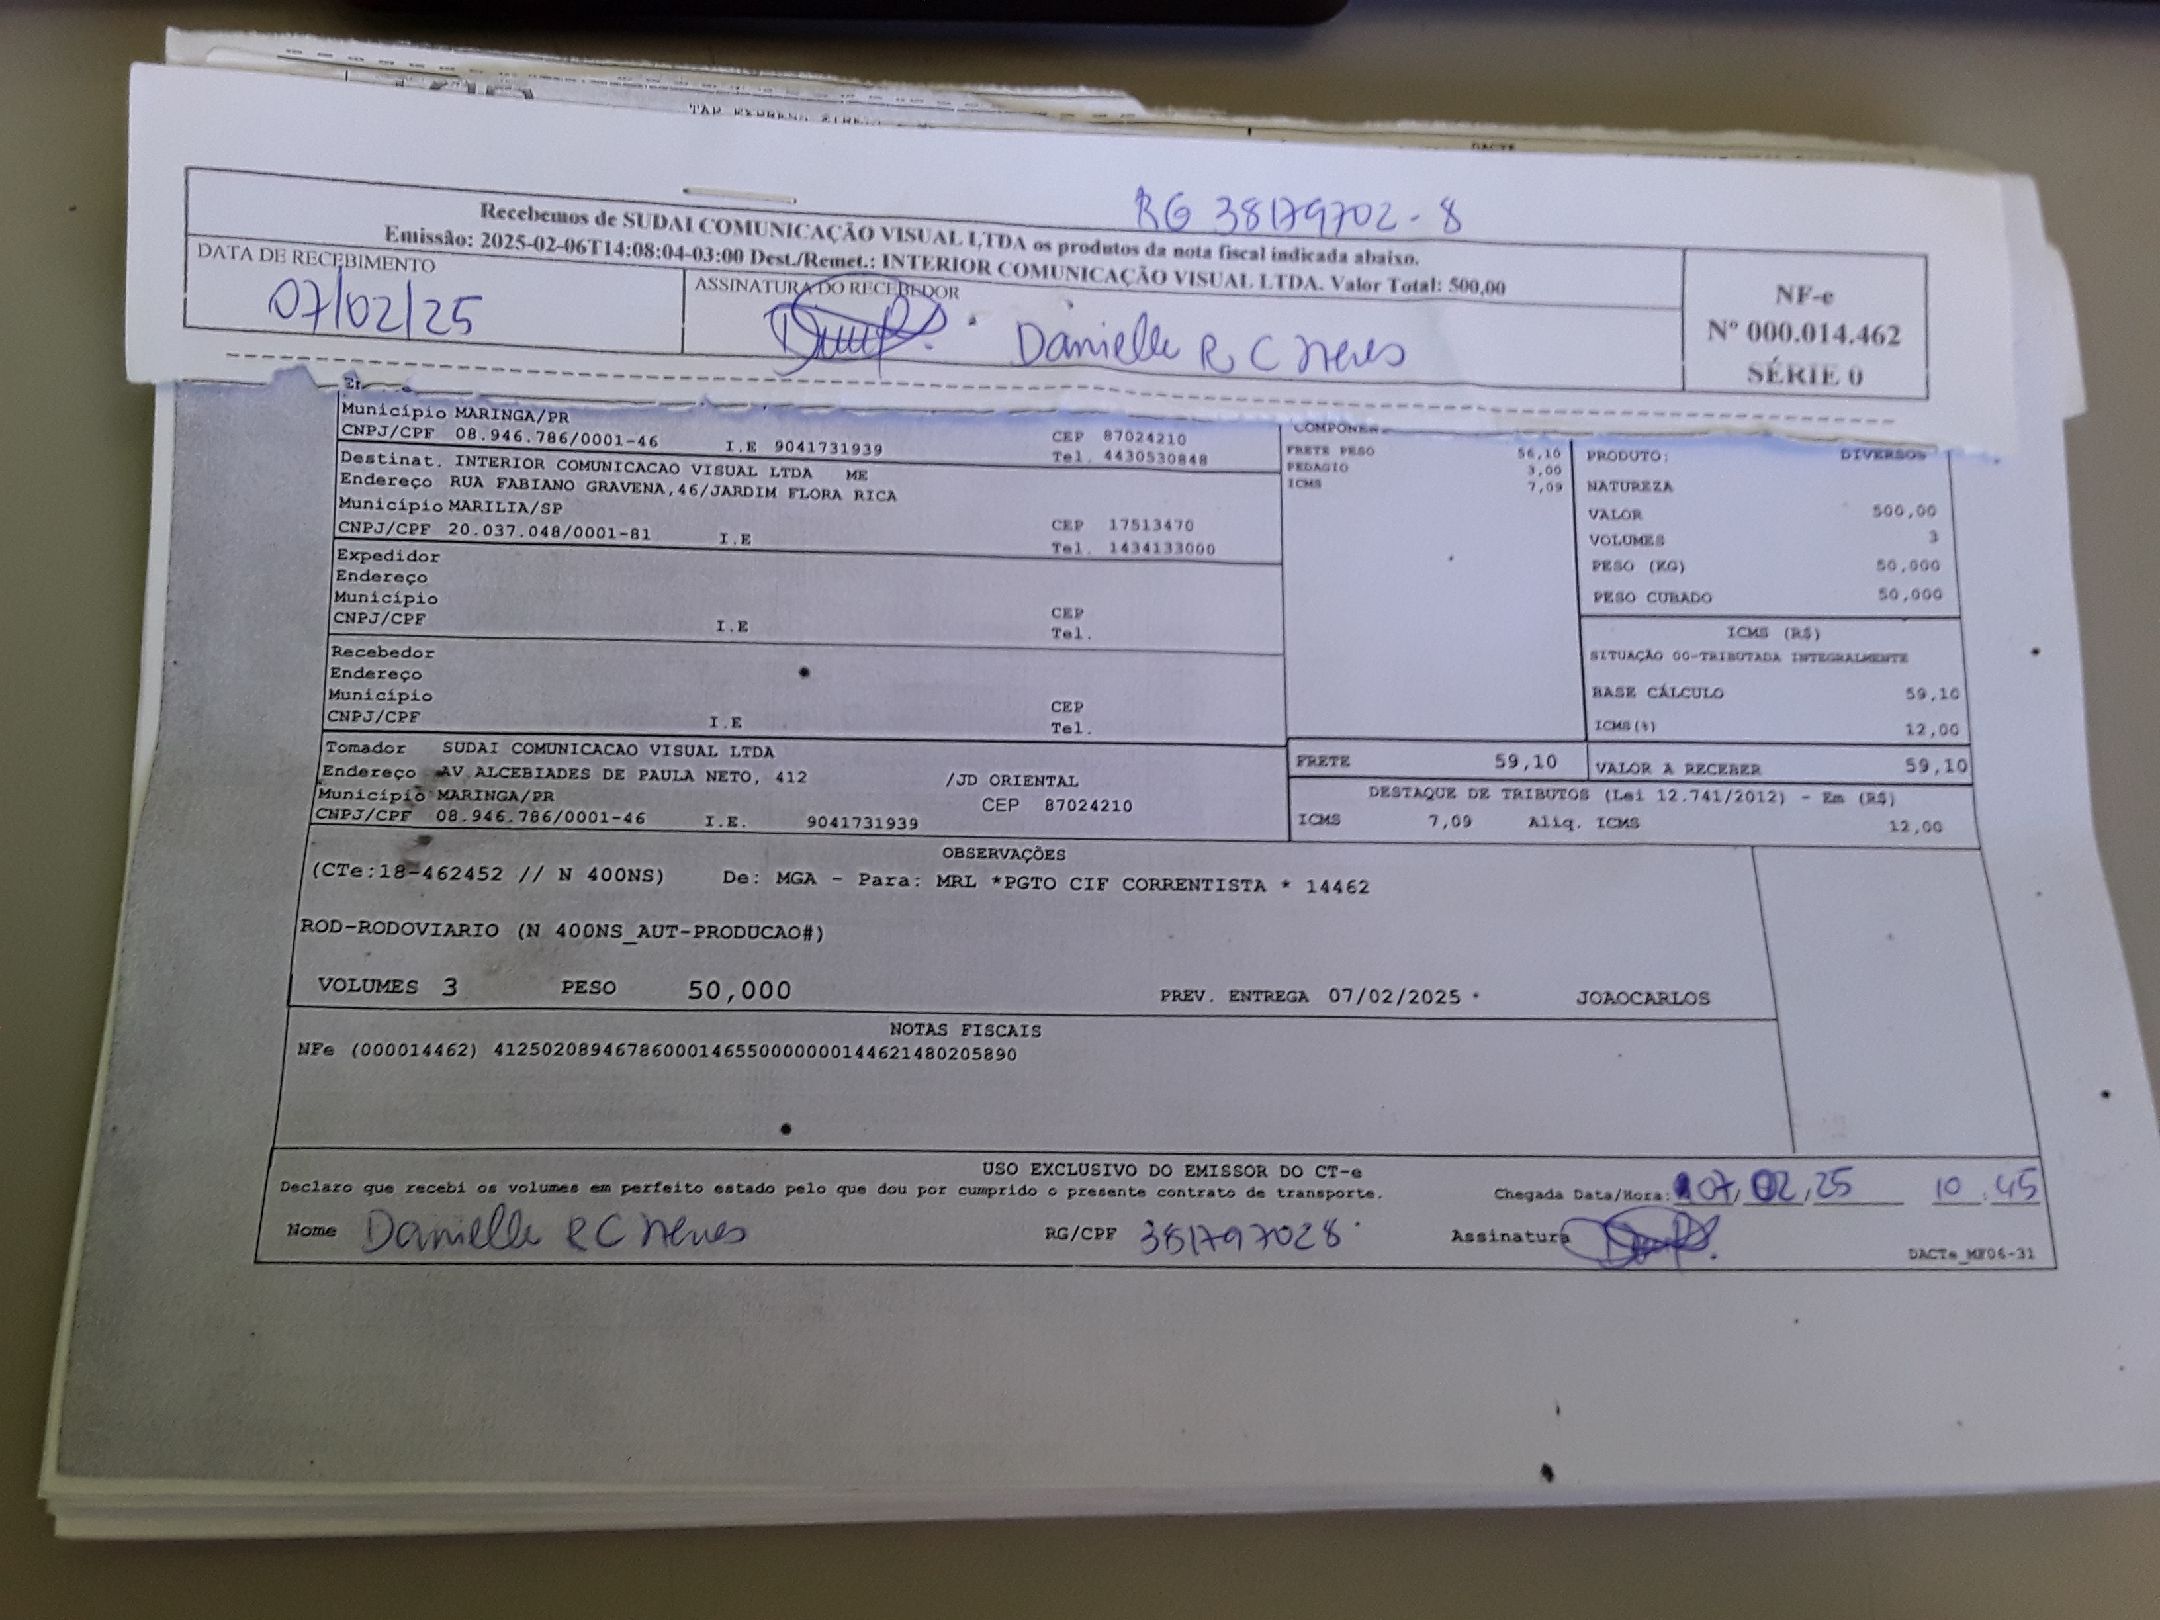 DACTE
RG 38179702-8
Recebemos de SUDAI COMUNICAÇÃO VISUAL LTDA os produtos da nota fiscal indicada abaixo.
Emissão: 2025-02-06T14:08:04-03:00 Dest./Remet.: INTERIOR COMUNICAÇÃO VISUAL LTDA. Valor Total: 500,00
DATA DE RECEBIMENTO
07/02/25
ASSINATURA DO RECEBEDOR
Danielle R C Neves
NF-e
Nº 000.014.462
SÉRIE 0
Município MARINGA/PR
CNPJ/CPF 08.946.786/0001-46 I.E 9041731939
CEP 87024210
Tel. 4430530848
Destinat. INTERIOR COMUNICACAO VISUAL LTDA ME
Endereço RUA FABIANO GRAVENA,46/JARDIM FLORA RICA
Município MARILIA/SP
CNPJ/CPF 20.037.048/0001-81 I.E
CEP 17513470
Tel. 1434133000
Expedidor
Endereço
Município
CNPJ/CPF I.E
CEP
Tel.
Recebedor
Endereço
Município
CNPJ/CPF I.E
CEP
Tel.
Tomador SUDAI COMUNICACAO VISUAL LTDA
Endereço AV ALCEBIADES DE PAULA NETO, 412 /JD ORIENTAL
Município MARINGA/PR CEP 87024210
CNPJ/CPF 08.946.786/0001-46 I.E. 9041731939
FRETE PESO 56,10
PEDAGIO 3,00
ICMS 7,09
PRODUTO: DIVERSOS
NATUREZA
VALOR 500,00
VOLUMES 3
PESO (KG) 50,000
PESO CUBADO 50,000
ICMS (R$)
SITUAÇÃO 00-TRIBUTADA INTEGRALMENTE
BASE CÁLCULO 59,10
ICMS(%) 12,00
FRETE 59,10
VALOR A RECEBER 59,10
DESTAQUE DE TRIBUTOS (Lei 12.741/2012) - Em (R$)
ICMS 7,09 Aliq. ICMS 12,00
OBSERVAÇÕES
(CTe:18-462452 // N 400NS) De: MGA - Para: MRL *PGTO CIF CORRENTISTA * 14462
ROD-RODOVIARIO (N 400NS_AUT-PRODUCAO#)
VOLUMES 3 PESO 50,000 PREV. ENTREGA 07/02/2025 JOAOCARLOS
NOTAS FISCAIS
NFe (000014462) 41250208946786000146550000000144621480205890
USO EXCLUSIVO DO EMISSOR DO CT-e
Declaro que recebi os volumes em perfeito estado pelo que dou por cumprido o presente contrato de transporte.
Chegada Data/Hora: 07/02/25 10:45
Nome Danielle R C Neves RG/CPF 381797028 Assinatura
DACTe_MF06-31